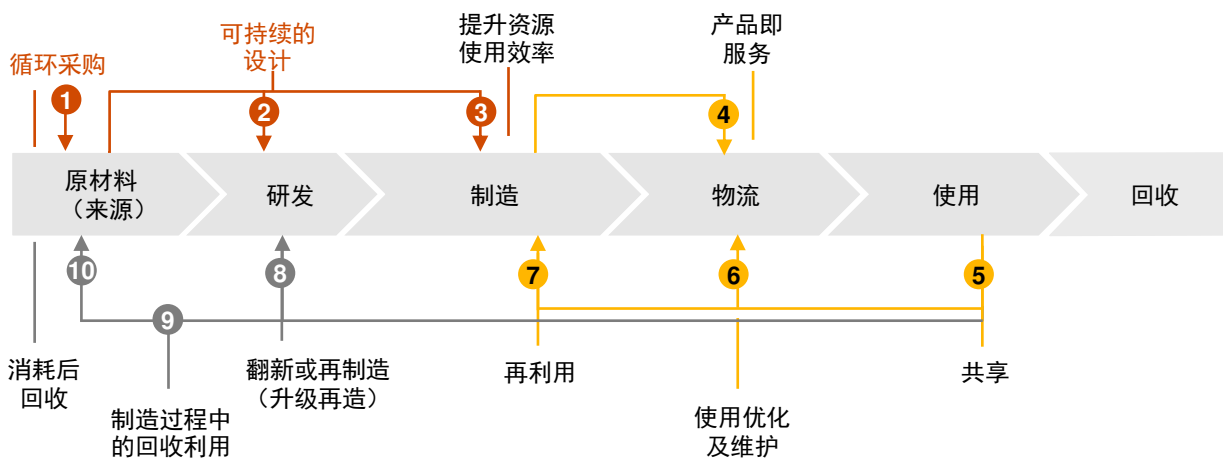 循环采购
可持续的
设计
提升资源
使用效率
产品即
服务
1
2
3
4
原材料
（来源）
研发
制造
物流
使用
回收
10
8
7
6
5
9
消耗后
回收
制造过程中
的回收利用
翻新或再制造
（升级再造）
再利用
使用优化
及维护
共享